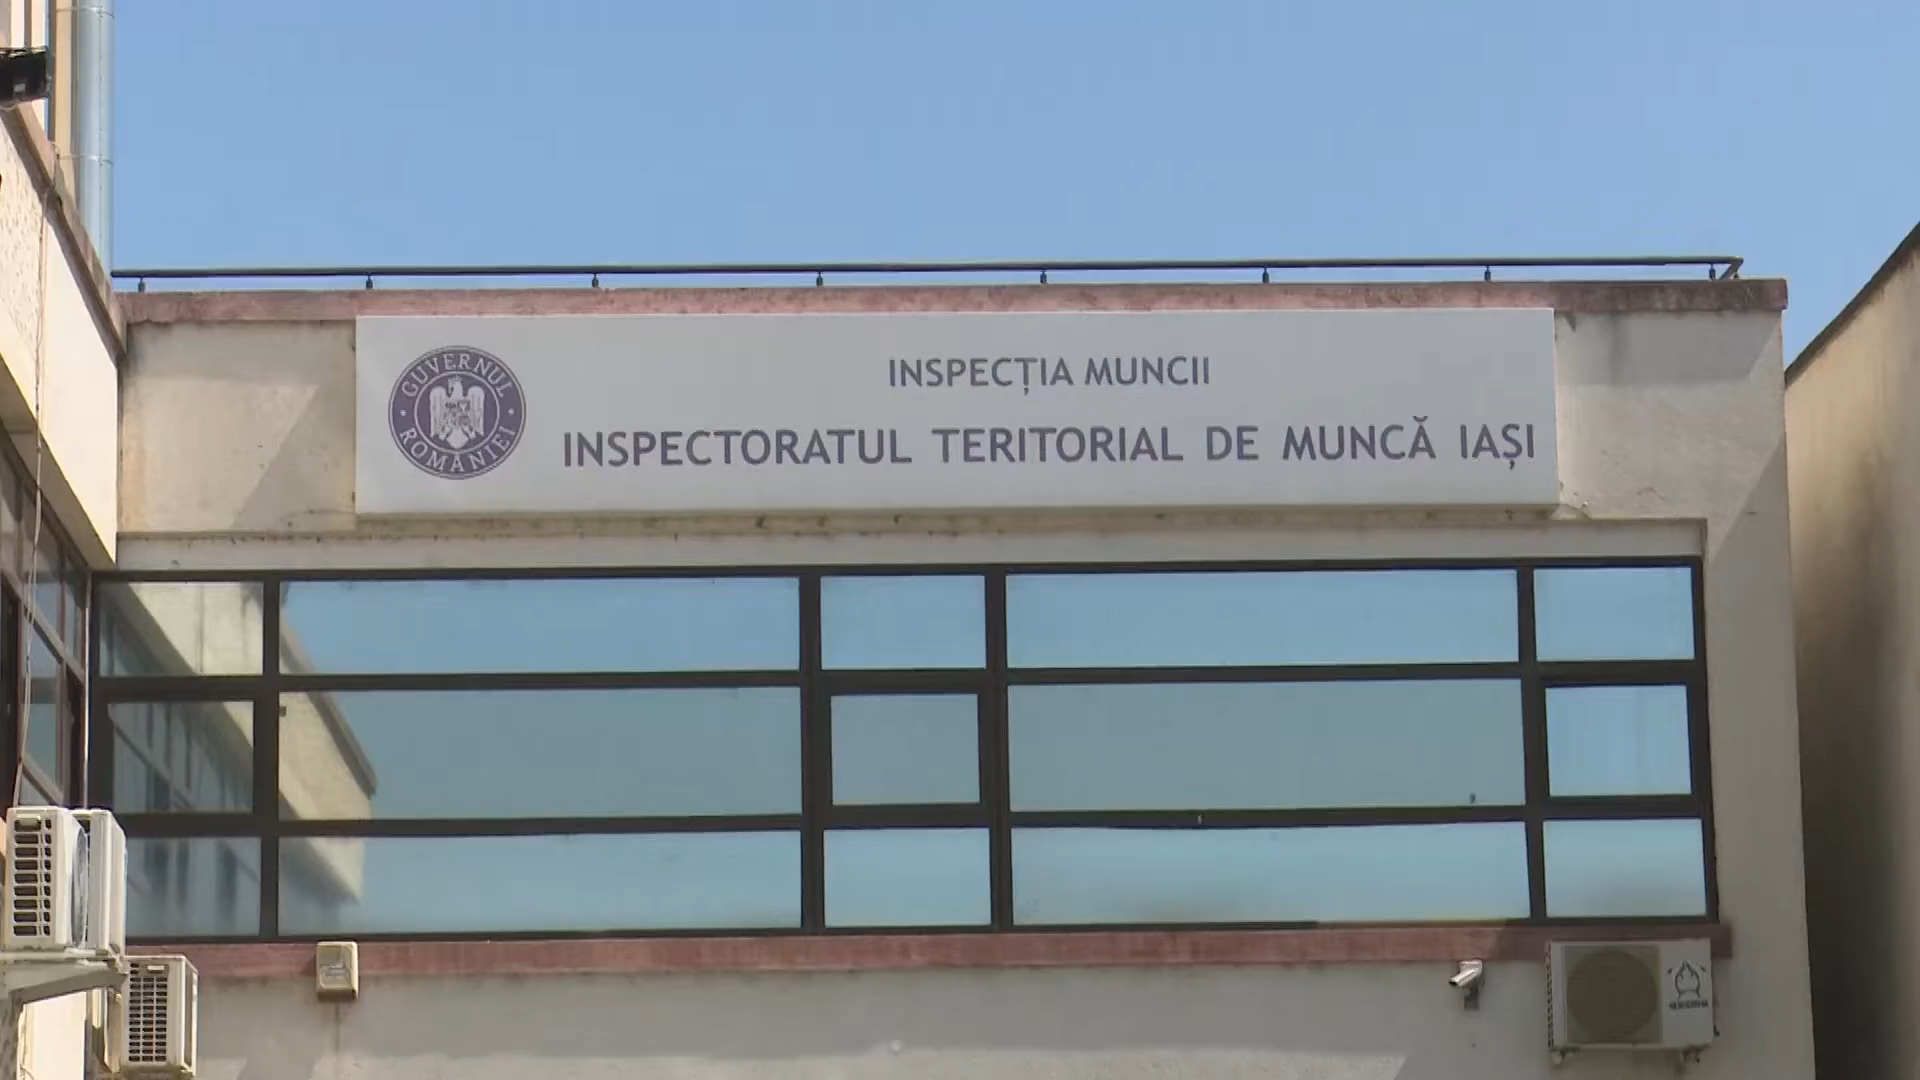 GUVERNUL ROMÂNIEI
INSPECȚIA MUNCII
INSPECTORATUL TERITORIAL DE MUNCĂ IAȘI